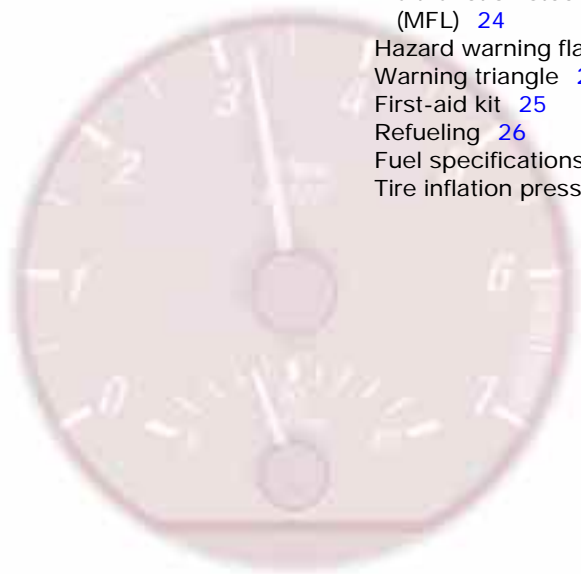 (MFL) 24
Hazard warning fla
Warning triangle 2
First-aid kit 25
Refueling 26
Fuel specifications
Tire inflation press
3
4
2
1
6
0
7